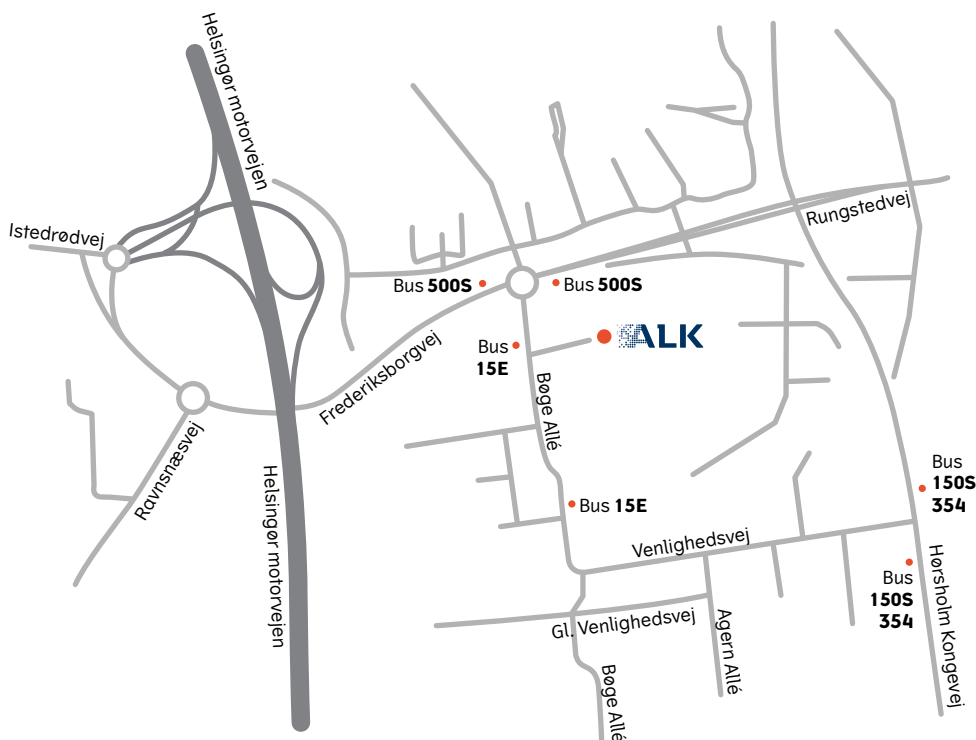 Helsingør motorvejen
Istedrødvej
Rungstedvej
Bus 500S
Bus 500S
ALK
Bus
15E
Frederiksborgvej
Bøge Allé
Ravnsnæsvej
Helsingør motorvejen
Bus
150S
354
Bus 15E
Venlighedsvej
Bus
150S
354
Hørsholm Kongevej
Gl. Venlighedsvej
Agern Allé
Bøge Allé